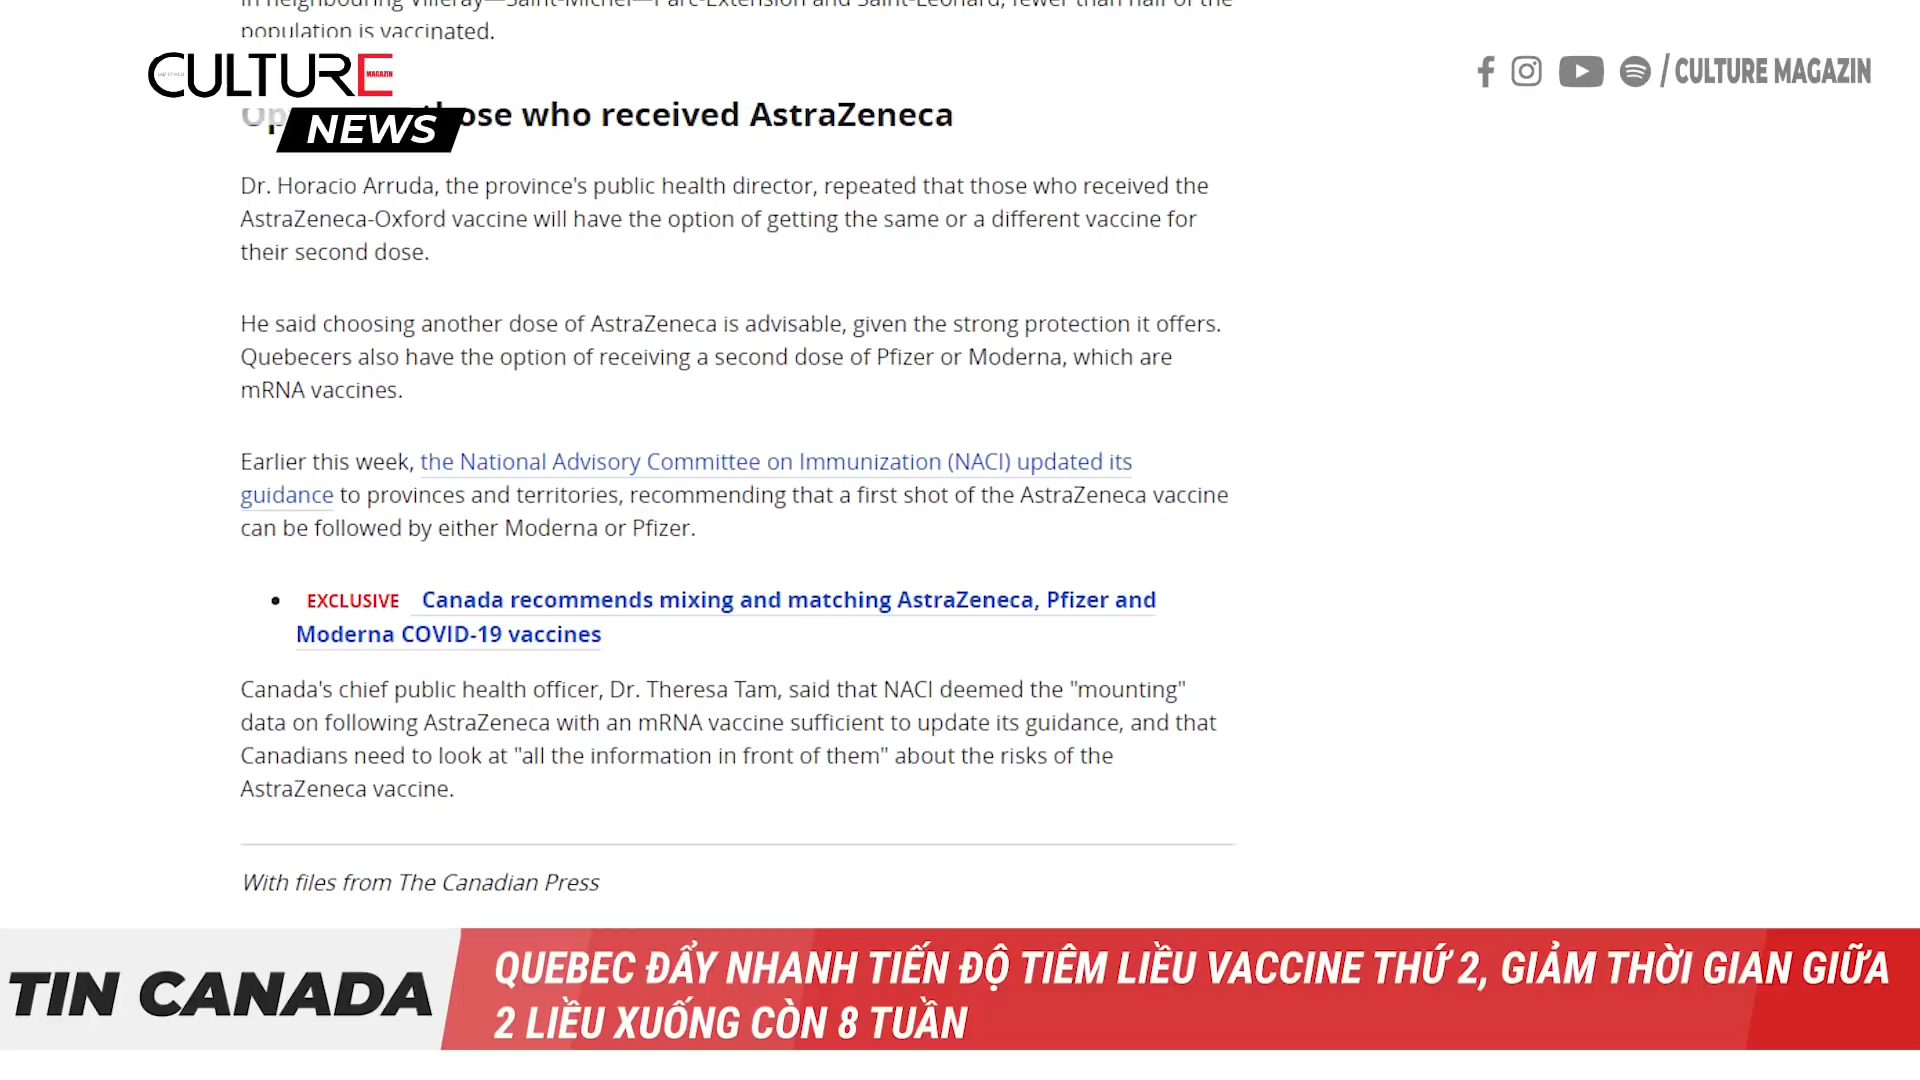 population is vaccinated.
CULTURE
MAGAZIN
NEWS
/ CULTURE MAGAZIN
those who received AstraZeneca
Dr. Horacio Arruda, the province's public health director, repeated that those who received the
AstraZeneca-Oxford vaccine will have the option of getting the same or a different vaccine for
their second dose.
He said choosing another dose of AstraZeneca is advisable, given the strong protection it offers.
Quebecers also have the option of receiving a second dose of Pfizer or Moderna, which are
mRNA vaccines.
Earlier this week, the National Advisory Committee on Immunization (NACI) updated its
guidance to provinces and territories, recommending that a first shot of the AstraZeneca vaccine
can be followed by either Moderna or Pfizer.
• EXCLUSIVE Canada recommends mixing and matching AstraZeneca, Pfizer and
Moderna COVID-19 vaccines
Canada's chief public health officer, Dr. Theresa Tam, said that NACI deemed the "mounting"
data on following AstraZeneca with an mRNA vaccine sufficient to update its guidance, and that
Canadians need to look at "all the information in front of them" about the risks of the
AstraZeneca vaccine.
With files from The Canadian Press
TIN CANADA
QUEBEC ĐẨY NHANH TIẾN ĐỘ TIÊM LIỀU VACCINE THỨ 2, GIẢM THỜI GIAN GIỮA
2 LIỀU XUỐNG CÒN 8 TUẦN